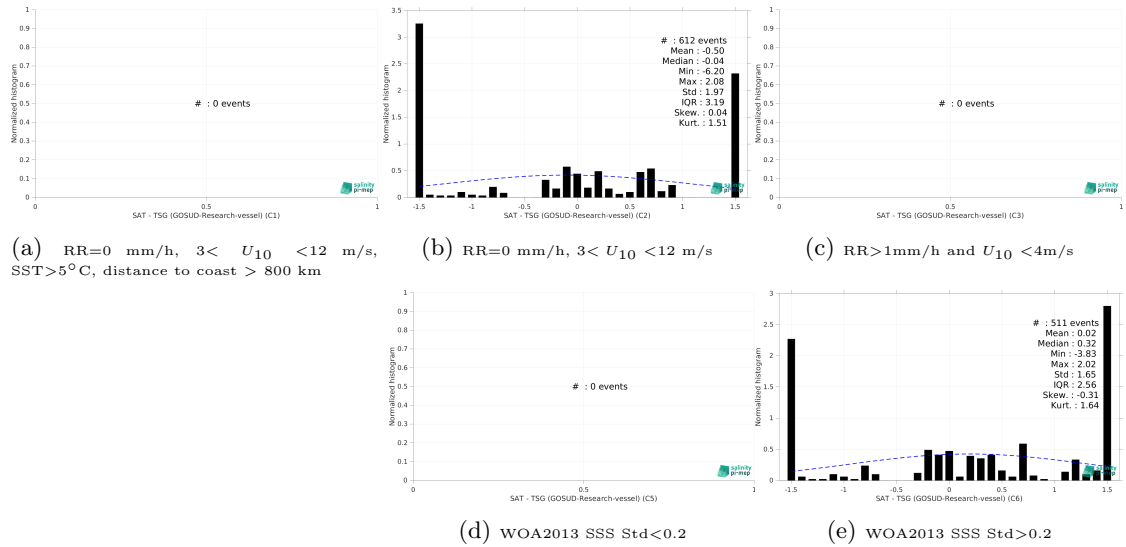 1
0.9
0.8
0.7
0.6
0.5
0.4
0.3
0.2
0.1
0
Normalized histogram
# : 0 events
salinity
pi-mep
0 0.5 1
SAT - TSG (GOSUD-Research-vessel) (C1)
(a) RR=0 mm/h, 3< U10 <12 m/s,
SST>5°C, distance to coast > 800 km
3.5
3
2.5
2
1.5
1
0.5
0
Normalized histogram
# : 612 events
Mean : -0.50
Median : -0.04
Min : -6.20
Max : 2.08
Std : 1.97
IQR : 3.19
Skew. : 0.04
Kurt. : 1.51
salinity
pi-mep
-1.5 -1 -0.5 0 0.5 1 1.5
SAT - TSG (GOSUD-Research-vessel) (C2)
(b) RR=0 mm/h, 3< U10 <12 m/s
1
0.9
0.8
0.7
0.6
0.5
0.4
0.3
0.2
0.1
0
Normalized histogram
# : 0 events
salinity
pi-mep
0 0.5 1
SAT - TSG (GOSUD-Research-vessel) (C3)
(c) RR>1mm/h and U10 <4m/s
1
0.9
0.8
0.7
0.6
0.5
0.4
0.3
0.2
0.1
0
Normalized histogram
# : 0 events
salinity
pi-mep
0 0.5 1
SAT - TSG (GOSUD-Research-vessel) (C5)
(d) WOA2013 SSS Std<0.2
3
2.5
2
1.5
1
0.5
0
Normalized histogram
# : 511 events
Mean : 0.02
Median : 0.32
Min : -3.83
Max : 2.02
Std : 1.65
IQR : 2.56
Skew. : -0.31
Kurt. : 1.64
salinity
pi-mep
-1.5 -1 -0.5 0 0.5 1 1.5
SAT - TSG (GOSUD-Research-vessel) (C6)
(e) WOA2013 SSS Std>0.2